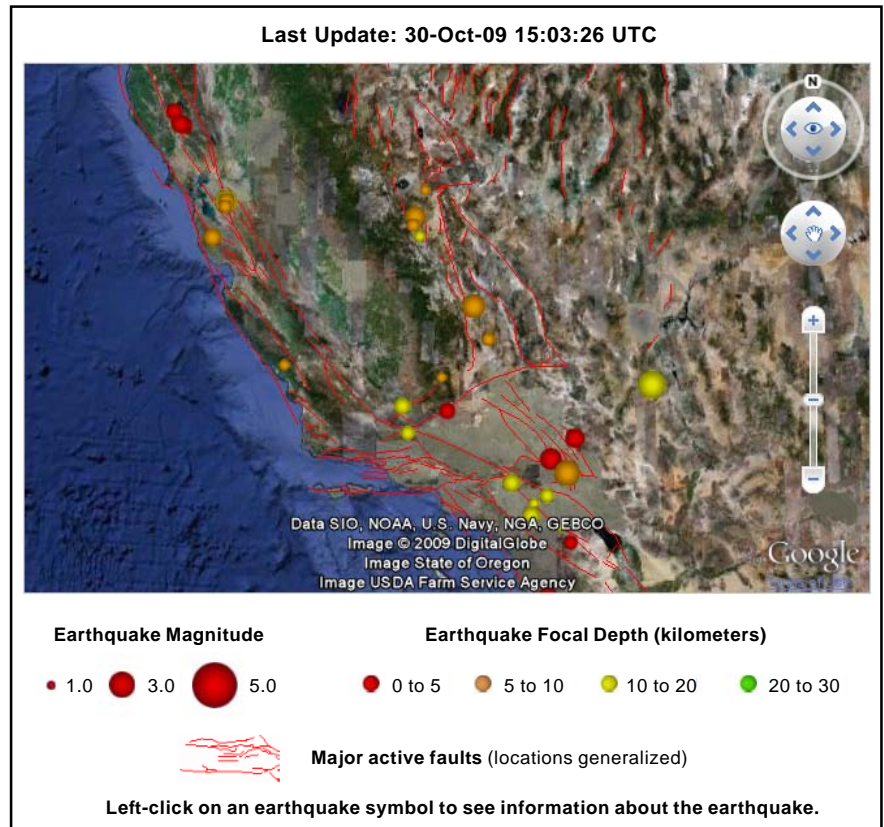 Last Update: 30-Oct-09 15:03:26 UTC
N
Data SIO, NOAA, U.S. Navy, NGA, GEBCO
Image © 2009 DigitalGlobe
Image State of Oregon
Image USDA Farm Service Agency
Google
Earthquake Magnitude
Earthquake Focal Depth (kilometers)
1.0 3.0 5.0 0 to 5 5 to 10 10 to 20 20 to 30
Major active faults (locations generalized)
Left-click on an earthquake symbol to see information about the earthquake.